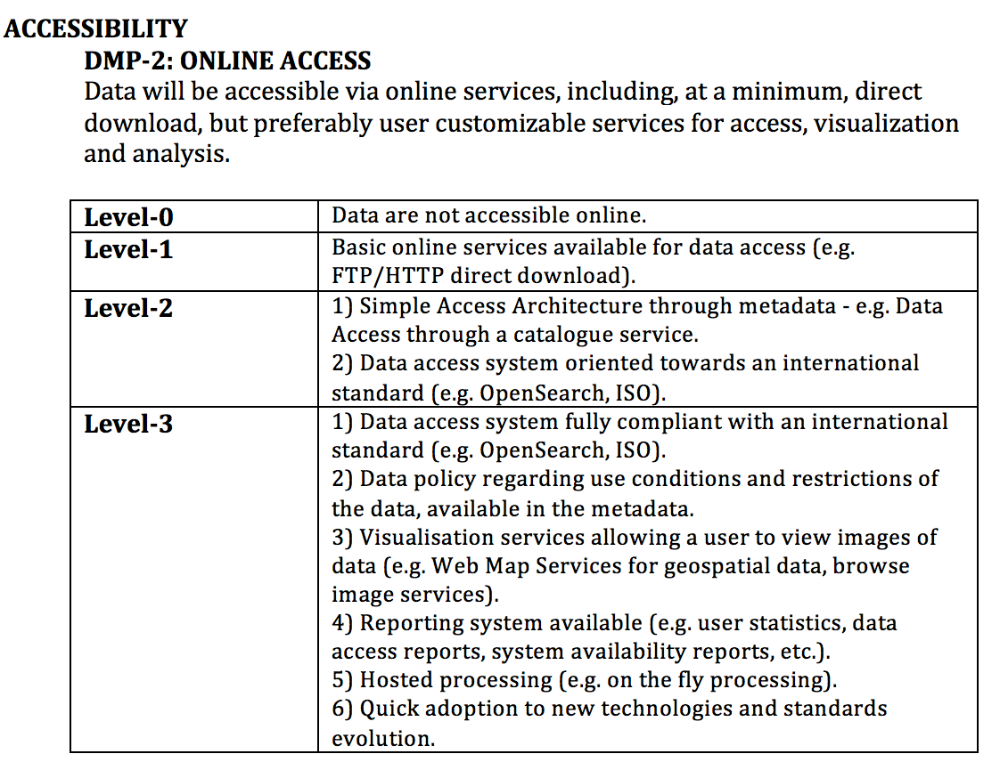 ACCESSIBILITY
DMP-2: ONLINE ACCESS
Data will be accessible via online services, including, at a minimum, direct
download, but preferably user customizable services for access, visualization
and analysis.
Level-0
Data are not accessible online.
Level-1
Basic online services available for data access (e.g.
FTP/HTTP direct download).
Level-2
1) Simple Access Architecture through metadata - e.g. Data
Access through a catalogue service.
2) Data access system oriented towards an international
standard (e.g. OpenSearch, ISO).
Level-3
1) Data access system fully compliant with an international
standard (e.g. OpenSearch, ISO).
2) Data policy regarding use conditions and restrictions of
the data, available in the metadata.
3) Visualisation services allowing a user to view images of
data (e.g. Web Map Services for geospatial data, browse
image services).
4) Reporting system available (e.g. user statistics, data
access reports, system availability reports, etc.).
5) Hosted processing (e.g. on the fly processing).
6) Quick adoption to new technologies and standards
evolution.